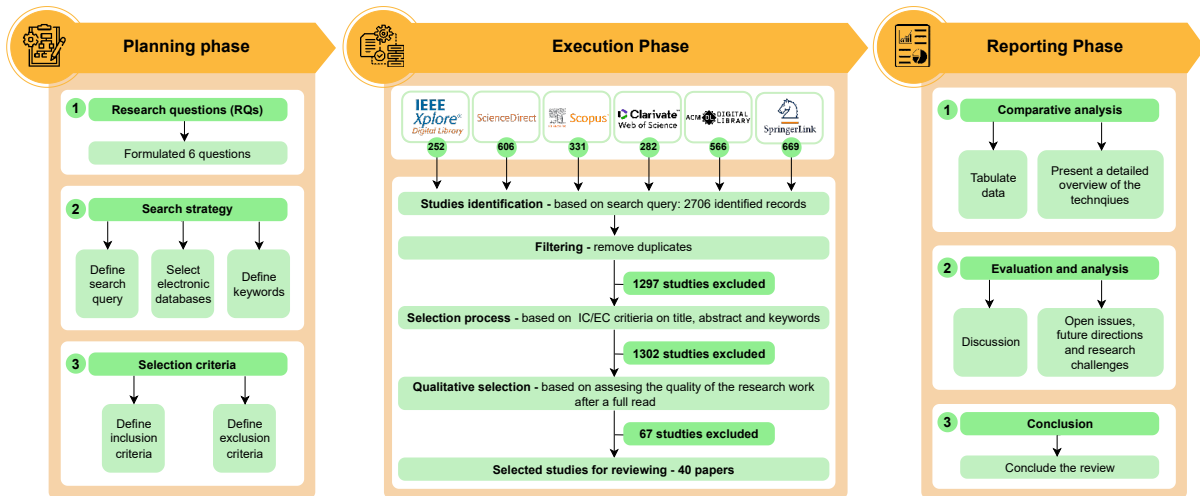 Planning phase
1
Research questions (RQs)
Formulated 6 questions
2
Search strategy
Define
search
query
Select
electronic
databases
Define
keywords
3
Selection criteria
Define
inclusion
criteria
Define
exclusion
criteria
Execution Phase
IEEE
Xplore®
Digital Library
252
ScienceDirect
606
Scopus®
331
Clarivate™
Web of Science
282
ACM DL DIGITAL
LIBRARY
566
SpringerLink
669
Studies identification - based on search query: 2706 identified records
Filtering - remove duplicates
1297 studties excluded
Selection process - based on IC/EC critieria on title, abstract and keywords
1302 studties excluded
Qualitative selection - based on assesing the quality of the research work
after a full read
67 studties excluded
Selected studies for reviewing - 40 papers
Reporting Phase
1
Comparative analysis
Tabulate
data
Present a detailed
overview of the
technqiues
2
Evaluation and analysis
Discussion
Open issues,
future directions
and research
challenges
3
Conclusion
Conclude the review